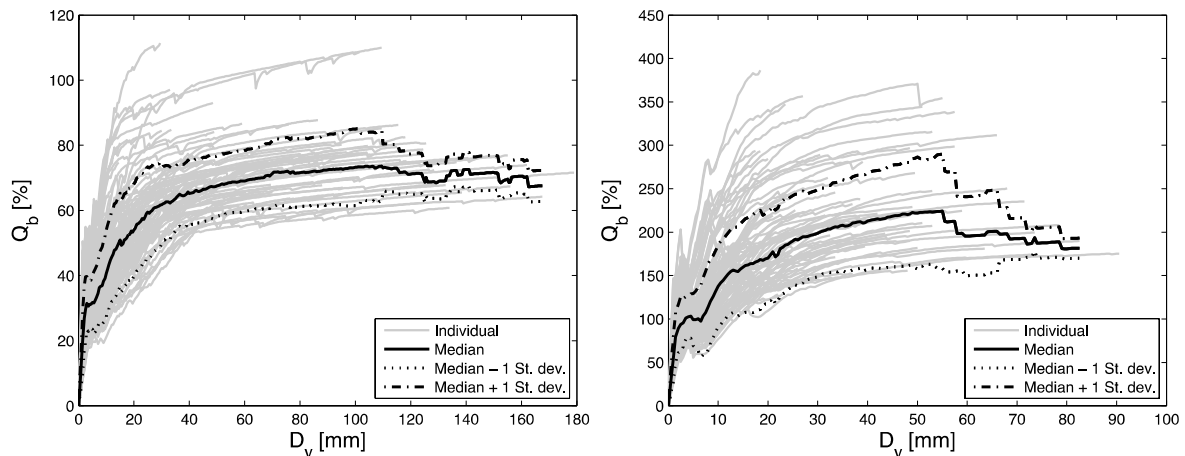 120
100
80
60
40
20
0
Q_b [%]
0 20 40 60 80 100 120 140 160 180
D_v [mm]
Individual
Median
Median – 1 St. dev.
Median + 1 St. dev.
450
400
350
300
250
200
150
100
50
0
Q_b [%]
0 10 20 30 40 50 60 70 80 90 100
D_v [mm]
Individual
Median
Median – 1 St. dev.
Median + 1 St. dev.